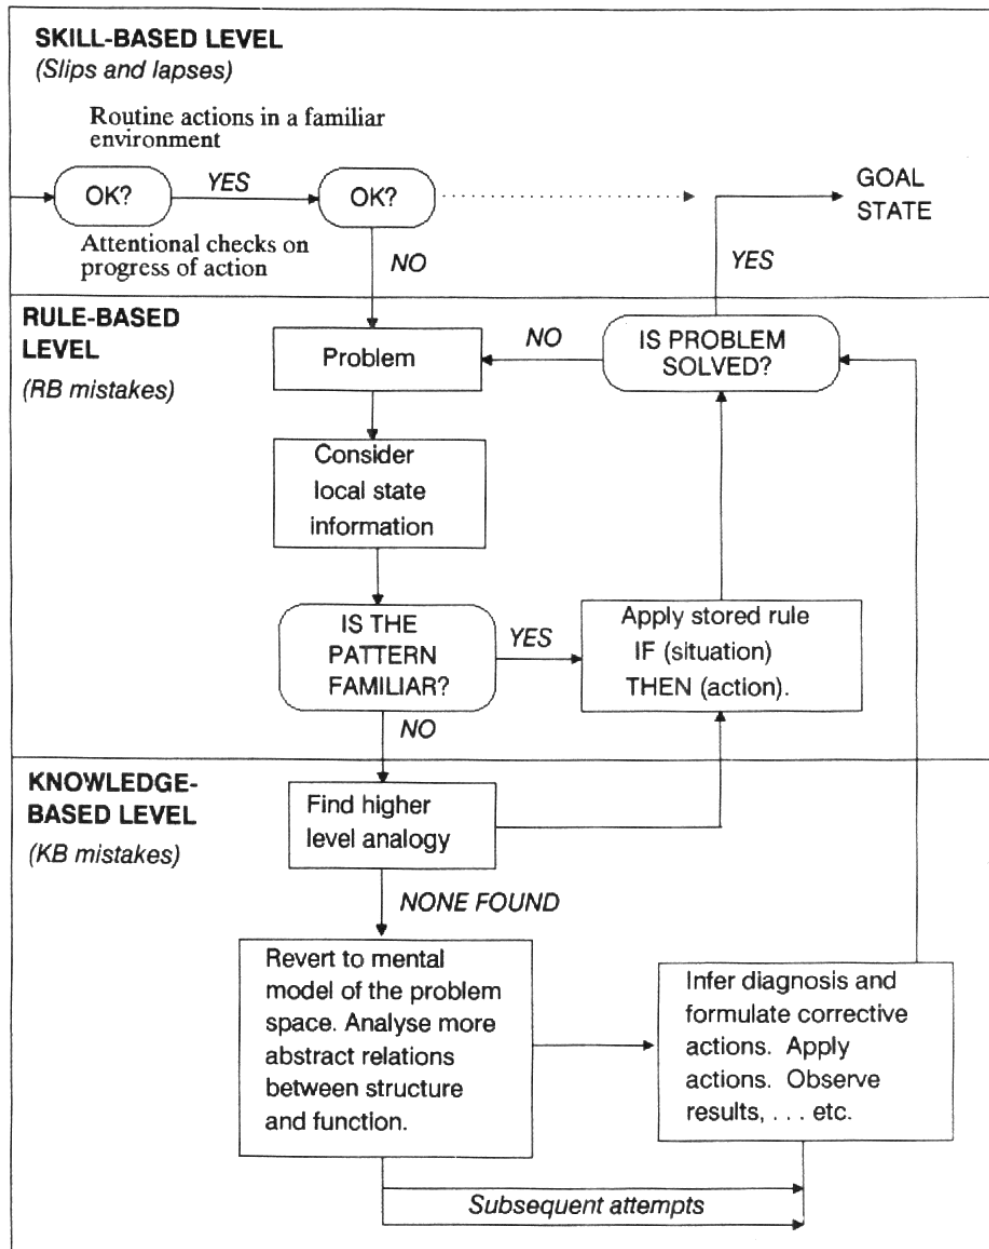 SKILL-BASED LEVEL
(Slips and lapses)
Routine actions in a familiar
environment
OK?
YES
OK?
GOAL
STATE
Attentional checks on
progress of action
NO
YES
RULE-BASED
LEVEL
(RB mistakes)
Problem
NO
IS PROBLEM
SOLVED?
Consider
local state
information
IS THE
PATTERN
FAMILIAR?
YES
Apply stored rule
IF (situation)
THEN (action).
NO
KNOWLEDGE-
BASED LEVEL
(KB mistakes)
Find higher
level analogy
NONE FOUND
Revert to mental
model of the problem
space. Analyse more
abstract relations
between structure
and function.
Infer diagnosis and
formulate corrective
actions. Apply
actions. Observe
results, . . . etc.
Subsequent attempts